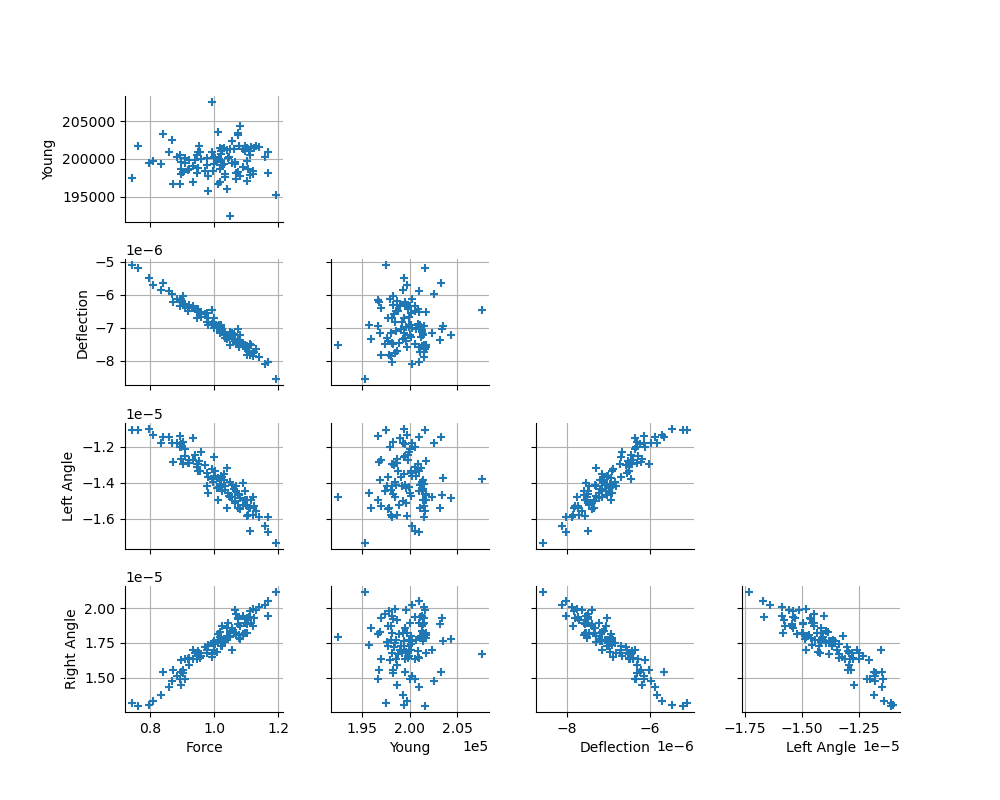 205000
200000
195000
Young
1e−6
−5
−6
−7
−8
Deflection
1e−5
−1.2
−1.4
−1.6
Left Angle
1e−5
2.00
1.75
1.50
Right Angle
0.8 1.0 1.2
Force
1.95 2.00 2.05
Young 1e5
−8 −6
Deflection 1e−6
−1.75 −1.50 −1.25
Left Angle 1e−5